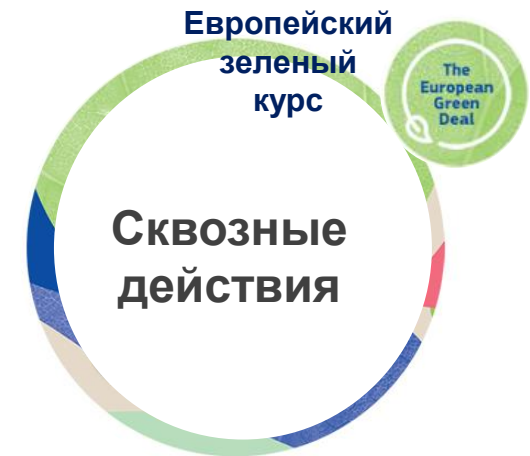 Европейский
зеленый
курс
The
European
Green
Deal
Сквозные
действия